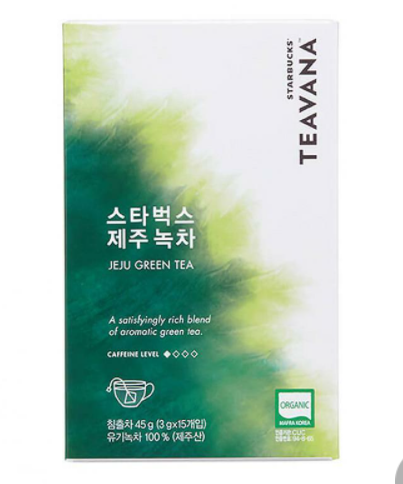 STARBUCKS™
TEAVANA
스타벅스
제주 녹차
JEJU GREEN TEA
A satisfyingly rich blend
of aromatic green tea.
CAFFEINE LEVEL
침출차 45 g (3 g×15개입)
유기녹차 100 % (제주산)
ORGANIC
MAFRA KOREA